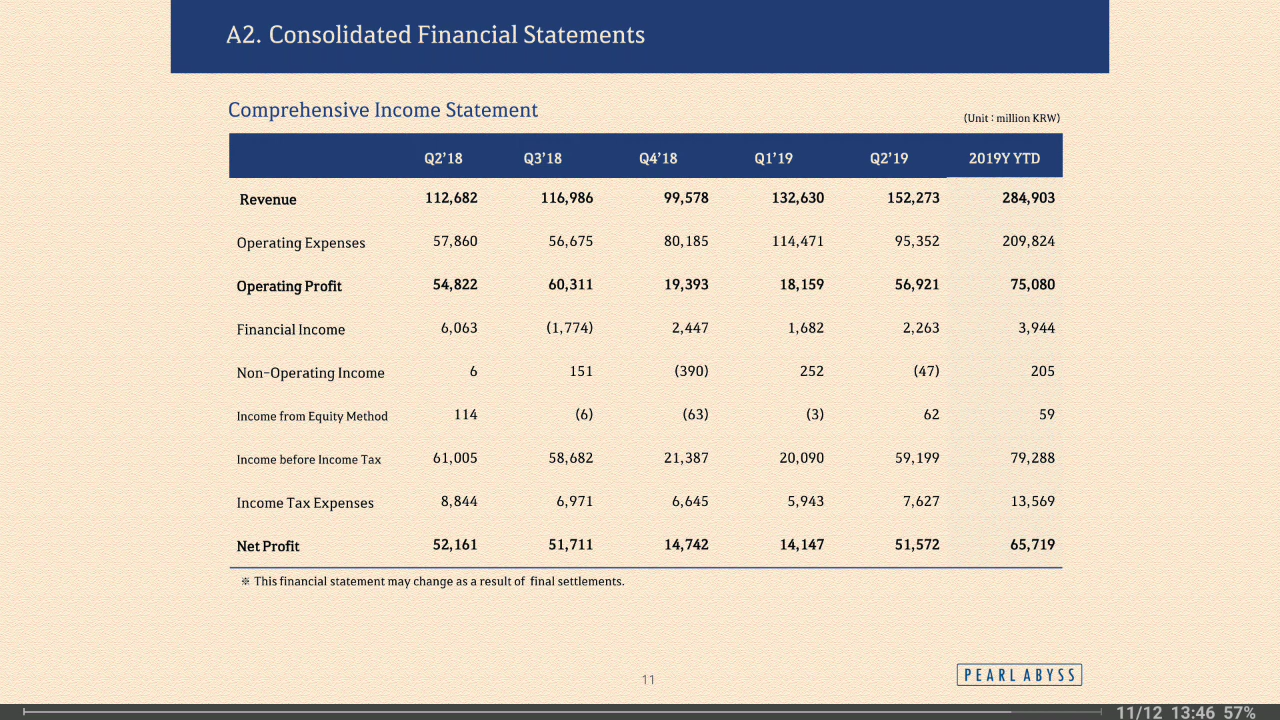 A2. Consolidated Financial Statements
Comprehensive Income Statement
(Unit : million KRW)
Q2’18 Q3’18 Q4’18 Q1’19 Q2’19 2019Y YTD
Revenue 112,682 116,986 99,578 132,630 152,273 284,903
Operating Expenses 57,860 56,675 80,185 114,471 95,352 209,824
Operating Profit 54,822 60,311 19,393 18,159 56,921 75,080
Financial Income 6,063 (1,774) 2,447 1,682 2,263 3,944
Non-Operating Income 6 151 (390) 252 (47) 205
Income from Equity Method 114 (6) (63) (3) 62 59
Income before Income Tax 61,005 58,682 21,387 20,090 59,199 79,288
Income Tax Expenses 8,844 6,971 6,645 5,943 7,627 13,569
Net Profit 52,161 51,711 14,742 14,147 51,572 65,719
※ This financial statement may change as a result of final settlements.
11
PEARL ABYSS
11/12 13:46 57%